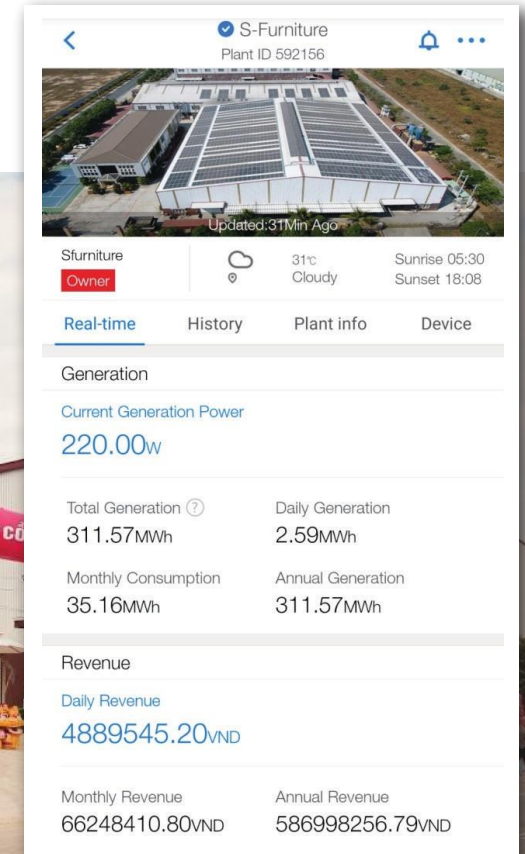 S-Furniture
Plant ID 592156
Updated:31Min Ago
Sfurniture
Owner
31℃
Cloudy
Sunrise 05:30
Sunset 18:08
Real-time History Plant info Device
Generation
Current Generation Power
220.00W
Total Generation ? Daily Generation
311.57MWh 2.59MWh
Monthly Consumption Annual Generation
35.16MWh 311.57MWh
Revenue
Daily Revenue
4889545.20VND
Monthly Revenue Annual Revenue
66248410.80VND 586998256.79VND